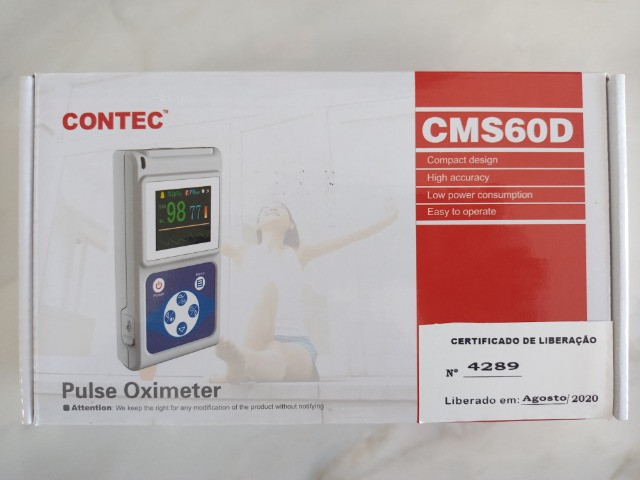 CONTEC™
CMS60D
Compact design
High accuracy
Low power consumption
Easy to operate
98 77
Pulse Oximeter
Attention: We keep the right for any modification of the product without notifying
CERTIFICADO DE LIBERAÇÃO
Nº 4289
Liberado em: Agosto/2020